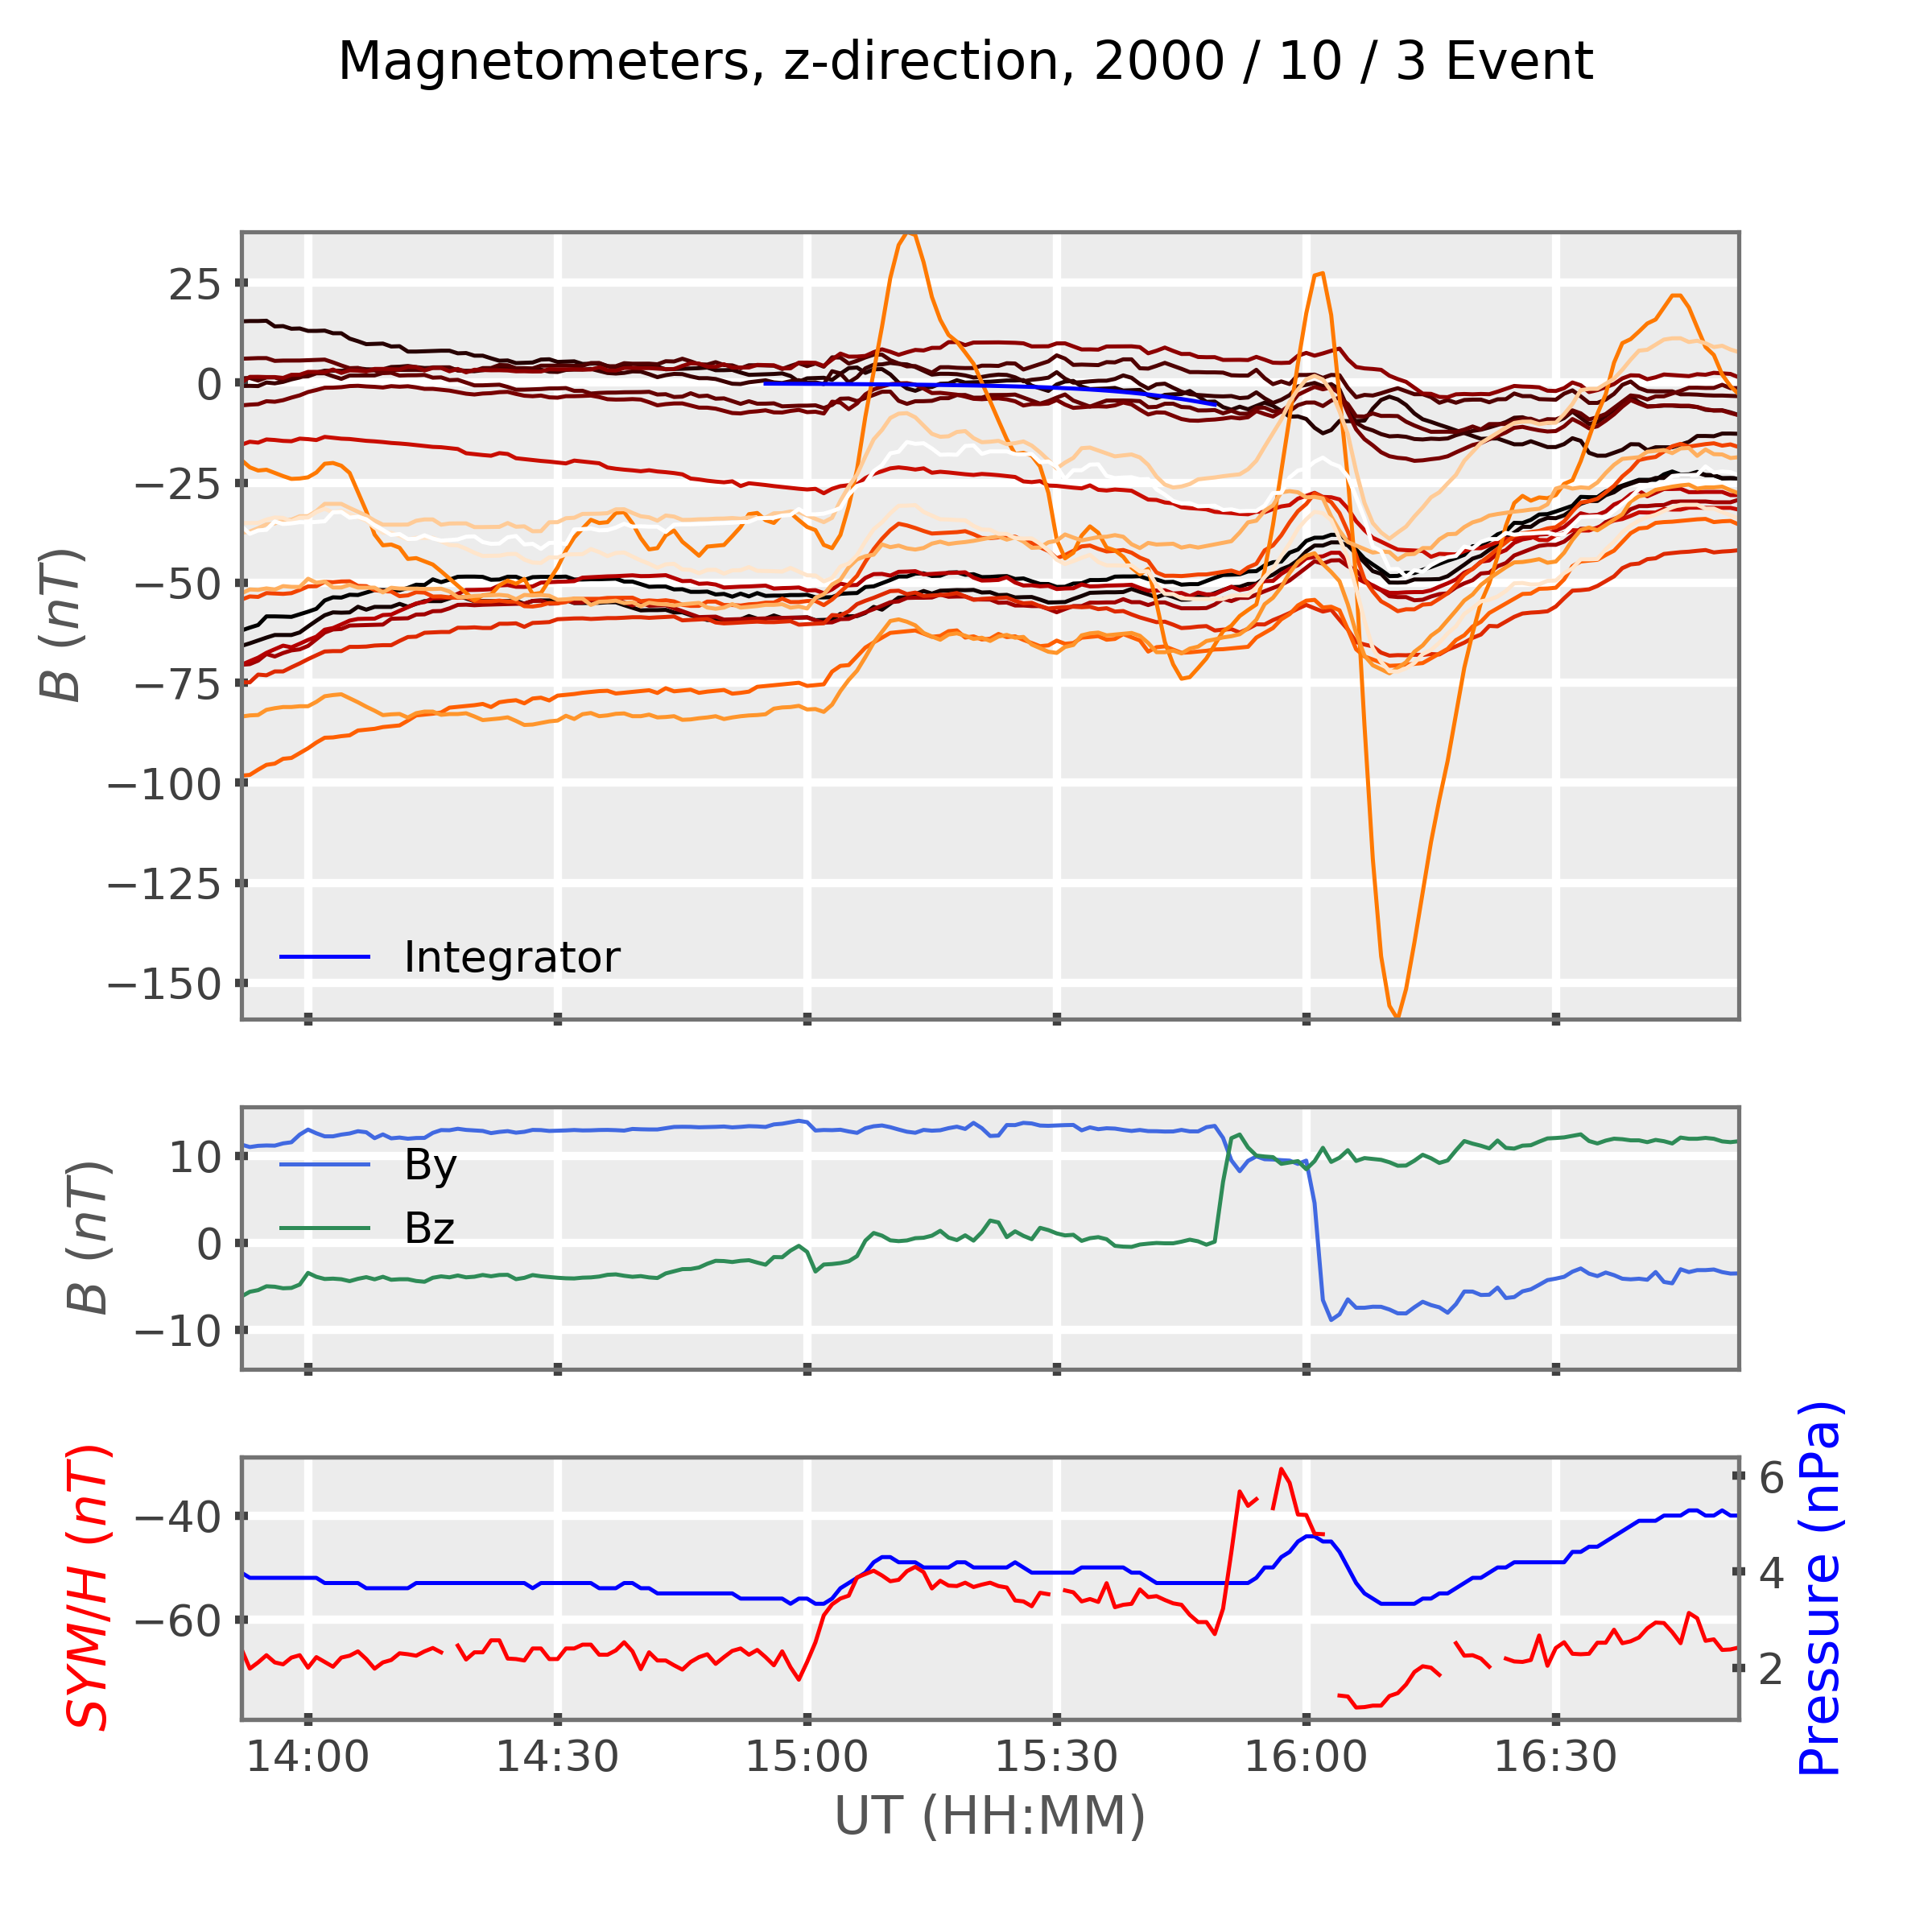 Magnetometers, z-direction, 2000 / 10 / 3 Event
B (nT)
25
0
−25
−50
−75
−100
−125
−150
Integrator
B (nT)
10
0
−10
By
Bz
SYM/H (nT)
−40
−60
6
4
2
Pressure (nPa)
14:00 14:30 15:00 15:30 16:00 16:30
UT (HH:MM)